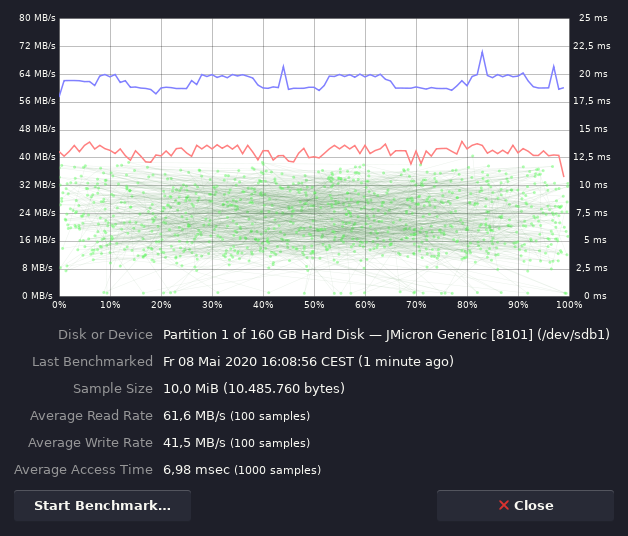 80 MB/s 25 ms
72 MB/s 22,5 ms
64 MB/s 20 ms
56 MB/s 17,5 ms
48 MB/s 15 ms
40 MB/s 12,5 ms
32 MB/s 10 ms
24 MB/s 7,5 ms
16 MB/s 5 ms
8 MB/s 2,5 ms
0 MB/s 0 ms
0% 10% 20% 30% 40% 50% 60% 70% 80% 90% 100%
Disk or Device Partition 1 of 160 GB Hard Disk — JMicron Generic [8101] (/dev/sdb1)
Last Benchmarked Fr 08 Mai 2020 16:08:56 CEST (1 minute ago)
Sample Size 10,0 MiB (10.485.760 bytes)
Average Read Rate 61,6 MB/s (100 samples)
Average Write Rate 41,5 MB/s (100 samples)
Average Access Time 6,98 msec (1000 samples)
Start Benchmark… Close